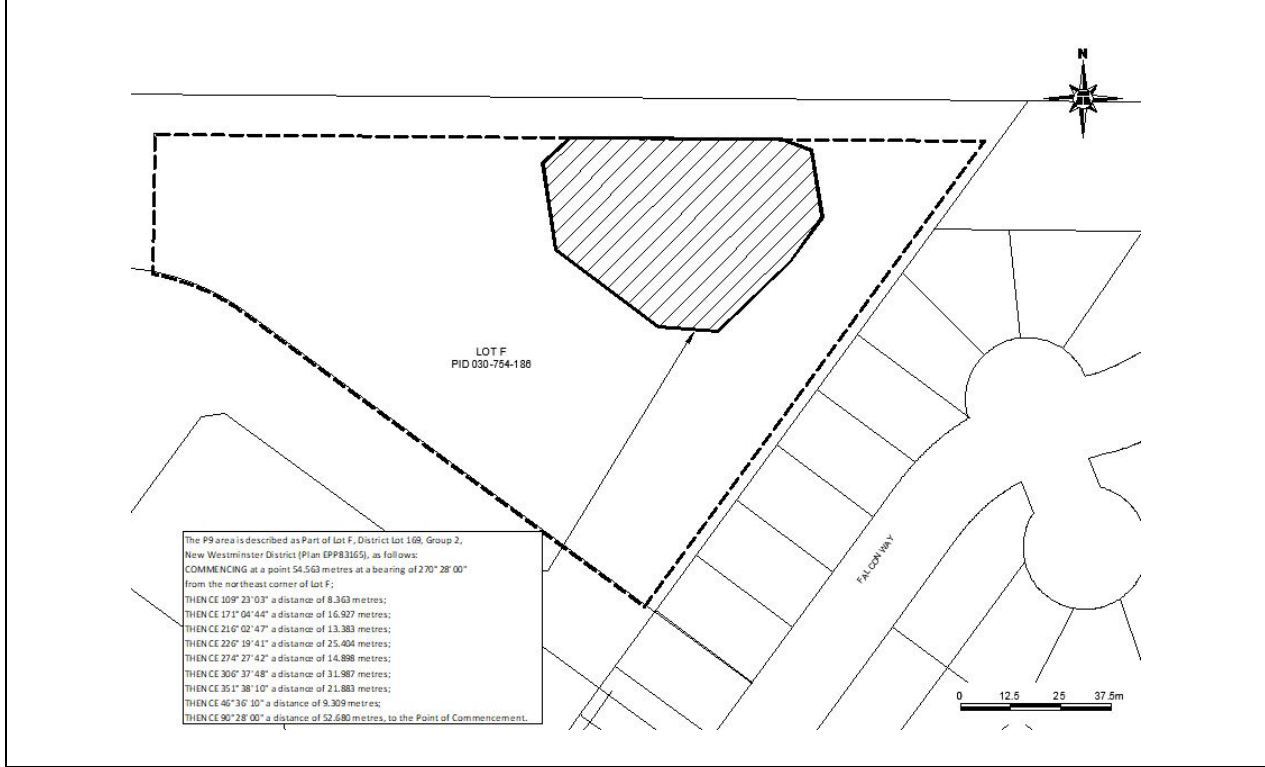 N
LOT F
PID 030-754-186
The P9 area is described as Part of Lot F, District Lot 169, Group 2,
New Westminster District (Plan EPP83165), as follows:
COMMENCING at a point 54.563 metres at a bearing of 270° 28' 00"
from the northeast corner of Lot F;
THENCE 109° 23' 03" a distance of 8.363 metres;
THENCE 171° 04' 44" a distance of 16.927 metres;
THENCE 216° 02' 47" a distance of 13.383 metres;
THENCE 226° 19' 41" a distance of 25.404 metres;
THENCE 274° 27' 42" a distance of 14.898 metres;
THENCE 306° 37' 48" a distance of 31.987 metres;
THENCE 351° 38' 10" a distance of 21.883 metres;
THENCE 46° 36' 10" a distance of 9.309 metres;
THENCE 90° 28' 00" a distance of 52.680 metres, to the Point of Commencement.
FALCON WAY
0 12.5 25 37.5m